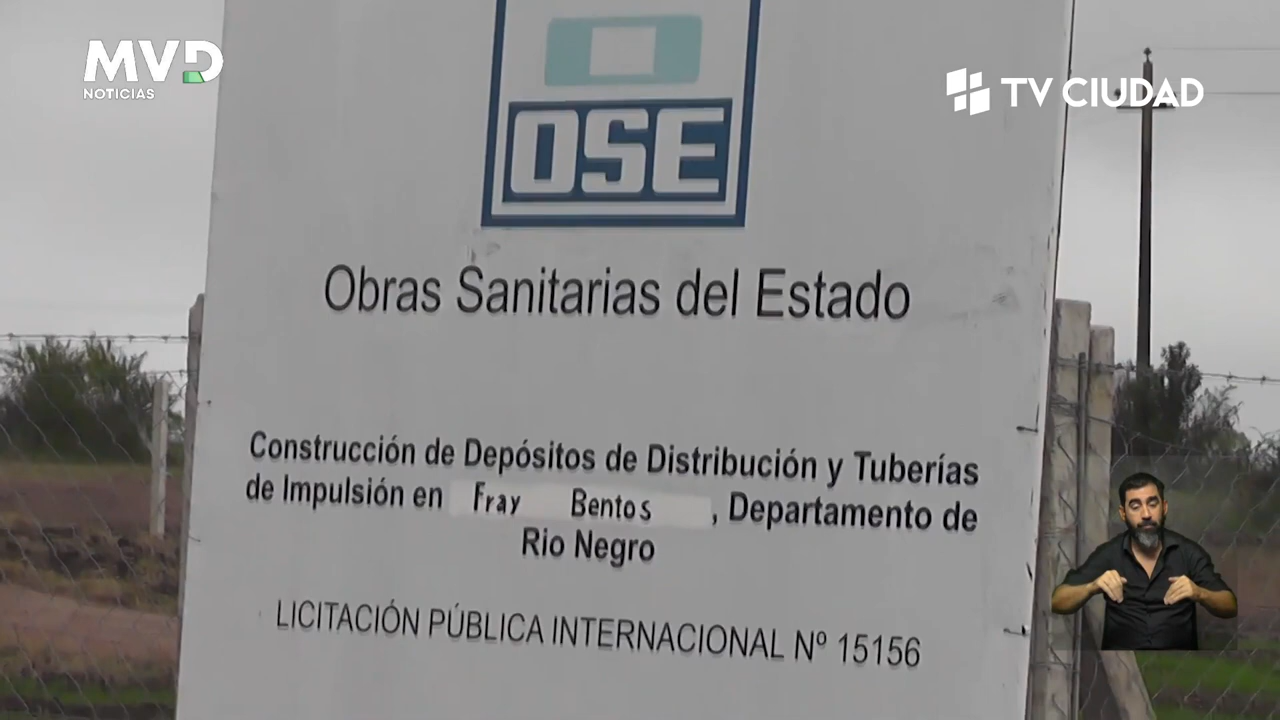 MVD
NOTICIAS
TV CIUDAD
OSE
Obras Sanitarias del Estado
Construcción de Depósitos de Distribución y Tuberías
de Impulsión en Fray Bentos, Departamento de
Rio Negro
LICITACIÓN PÚBLICA INTERNACIONAL Nº 15156